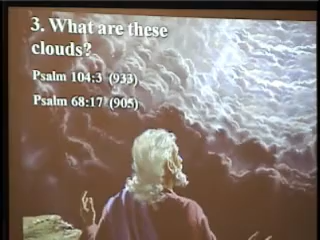 3. What are these
clouds?
Psalm 104:3 (933)
Psalm 68:17 (905)